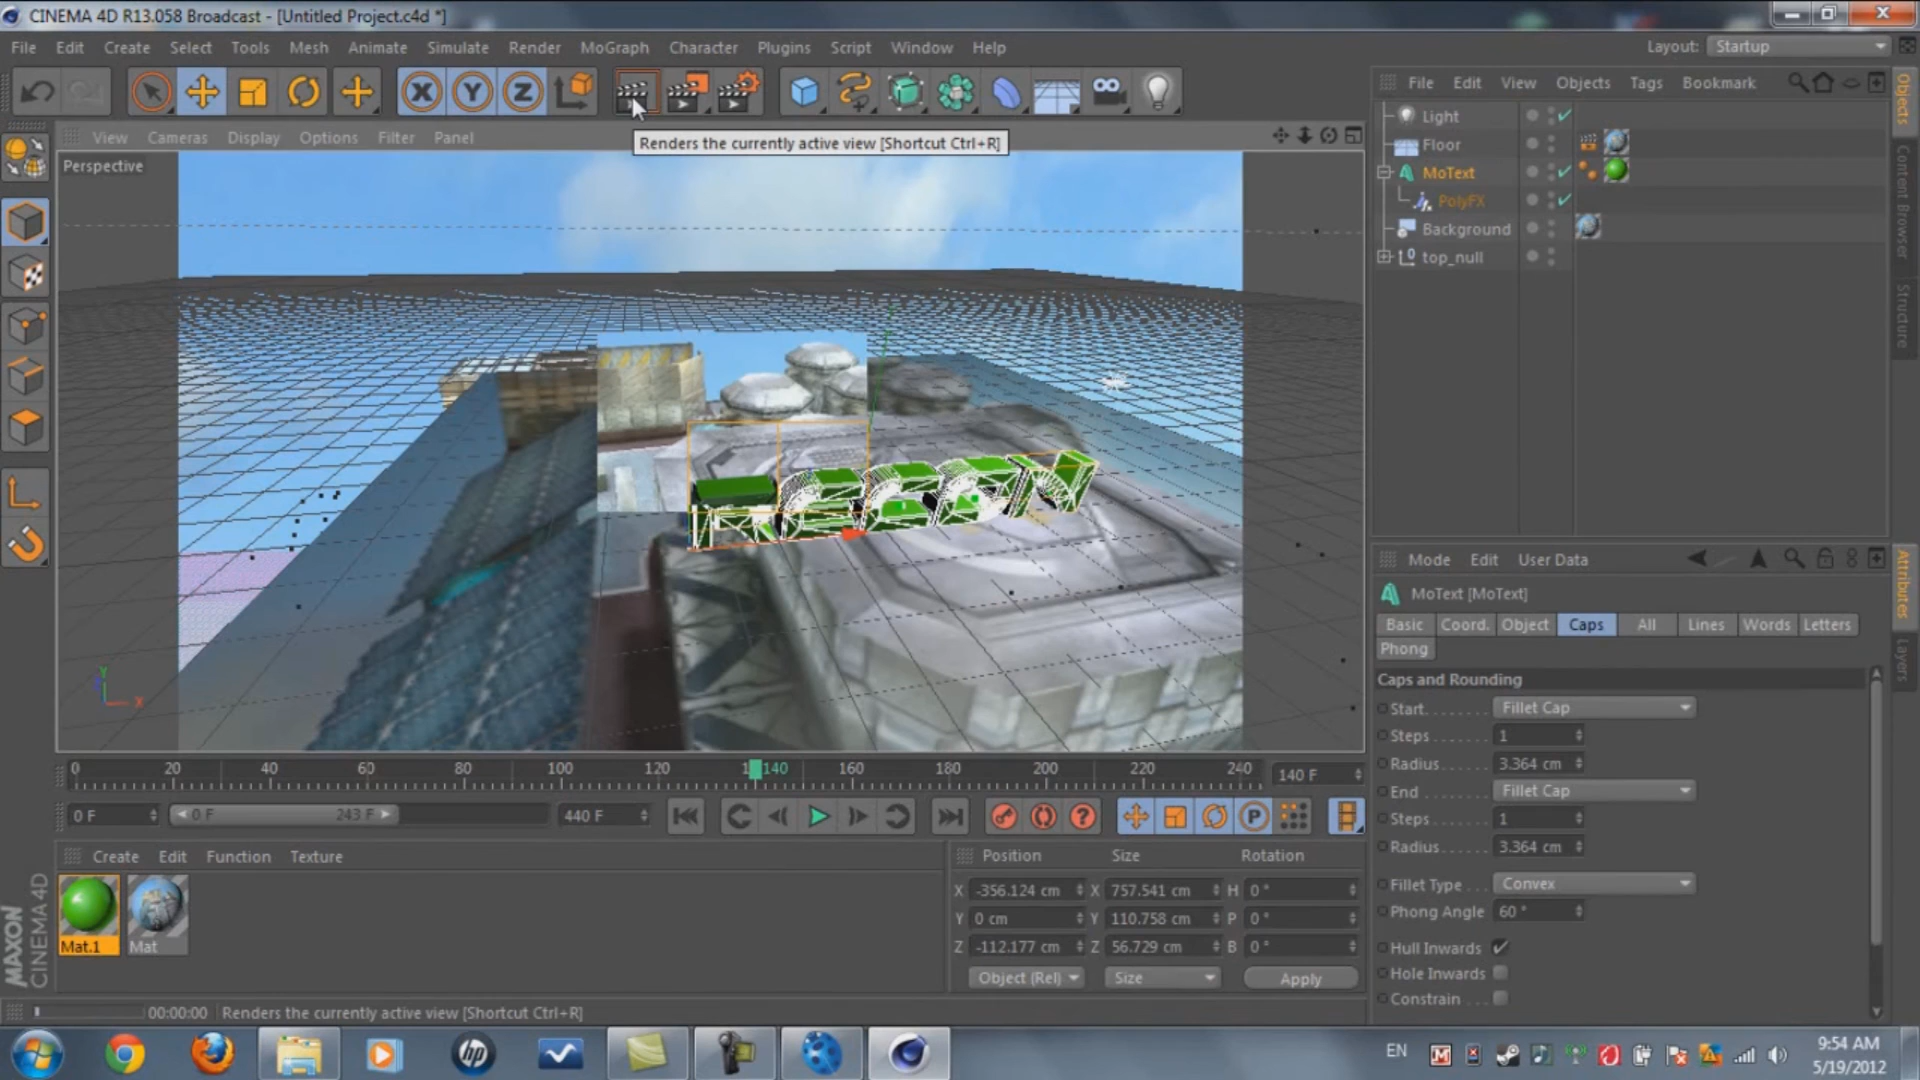 CINEMA 4D R13.058 Broadcast - [Untitled Project.c4d *]
File Edit Create Select Tools Mesh Animate Simulate Render MoGraph Character Plugins Script Window Help
Layout: Startup
Renders the currently active view [Shortcut Ctrl+R]
View Cameras Display Options Filter Panel
Perspective
Y
X
File Edit View Objects Tags Bookmark
Light
Floor
MoText
PolyFX
Background
top_null
Objects
Content Browser
Structure
Mode Edit User Data
MoText [MoText]
Basic Coord. Object Caps All Lines Words Letters
Phong
Caps and Rounding
Start Fillet Cap
Steps 1
Radius 3.364 cm
End Fillet Cap
Steps 1
Radius 3.364 cm
Fillet Type Convex
Phong Angle 60 °
Hull Inwards
Hole Inwards
Constrain
Attributes
Layers
0 20 40 60 80 100 120 140 160 180 200 220 240
140 F
0 F 0 F 243 F 440 F
Create Edit Function Texture
Mat.1 Mat
MAXON
CINEMA 4D
Position Size Rotation
X -356.124 cm X 757.541 cm H 0 °
Y 0 cm Y 110.758 cm P 0 °
Z -112.177 cm Z 56.729 cm B 0 °
Object (Rel) Size Apply
00:00:00 Renders the currently active view [Shortcut Ctrl+R]
EN
9:54 AM
5/19/2012